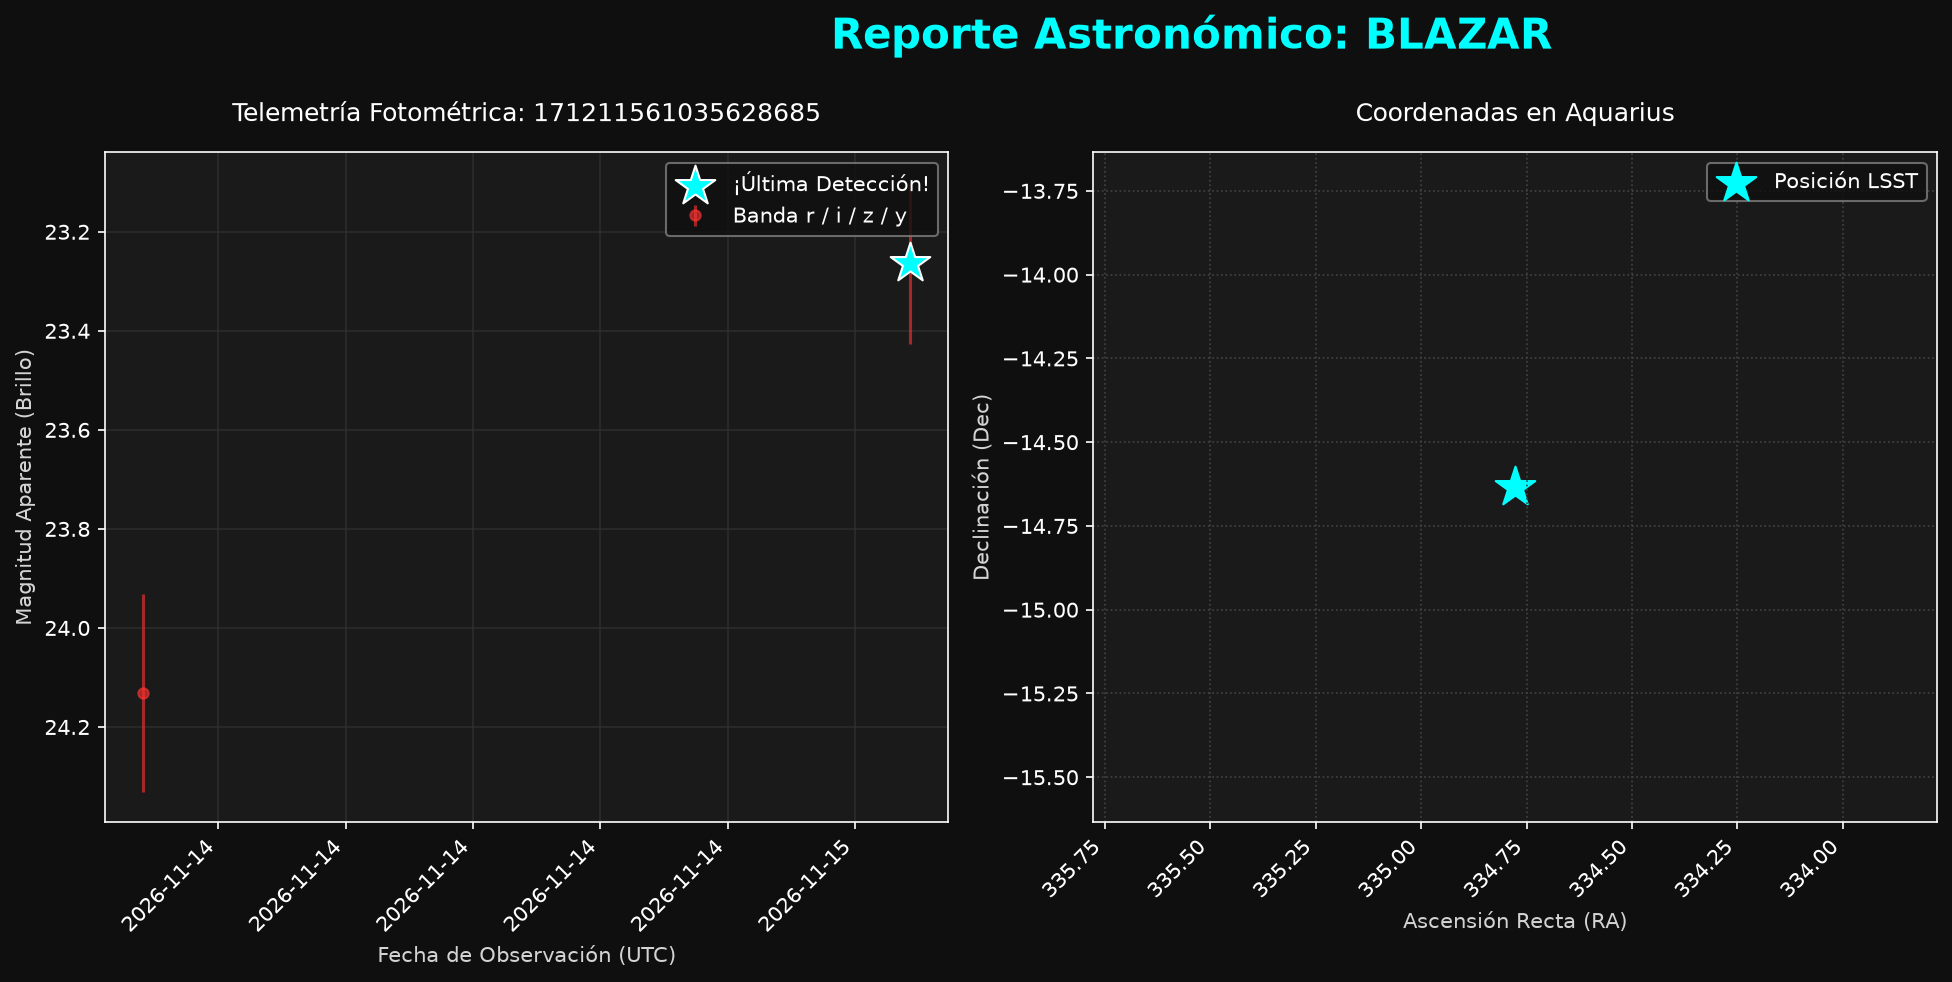 Reporte Astronómico: BLAZAR
Telemetría Fotométrica: 171211561035628685
¡Última Detección!
Banda r / i / z / y
Magnitud Aparente (Brillo)
23.2
23.4
23.6
23.8
24.0
24.2
2026-11-14
2026-11-14
2026-11-14
2026-11-14
2026-11-14
2026-11-15
Fecha de Observación (UTC)
Coordenadas en Aquarius
Posición LSST
Declinación (Dec)
−13.75
−14.00
−14.25
−14.50
−14.75
−15.00
−15.25
−15.50
335.75
335.50
335.25
335.00
334.75
334.50
334.25
334.00
Ascensión Recta (RA)